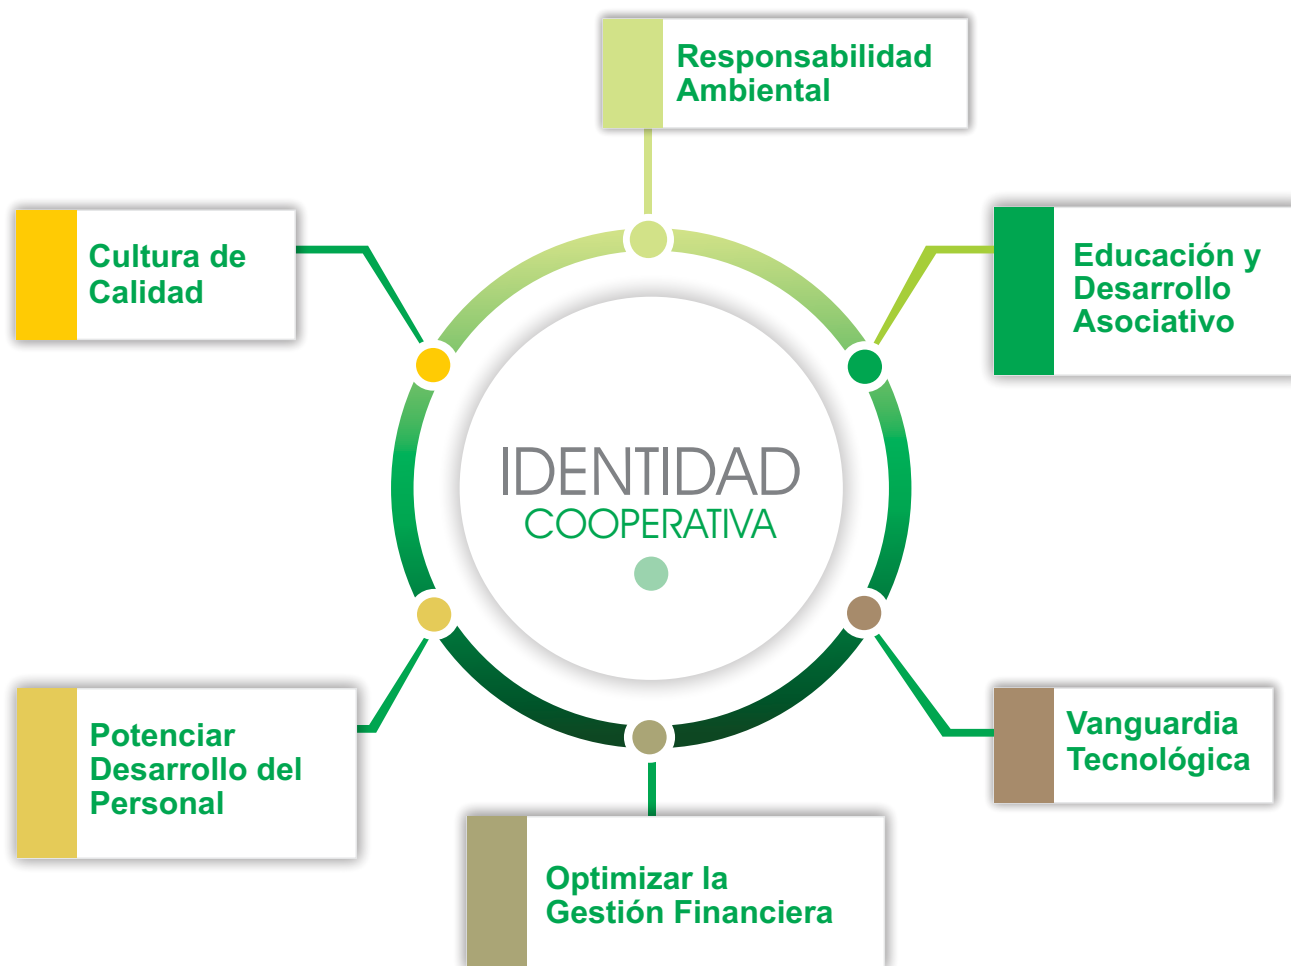 Responsabilidad
Ambiental
Cultura de
Calidad
Educación y
Desarrollo
Asociativo
IDENTIDAD
COOPERATIVA
Potenciar
Desarrollo del
Personal
Vanguardia
Tecnológica
Optimizar la
Gestión Financiera